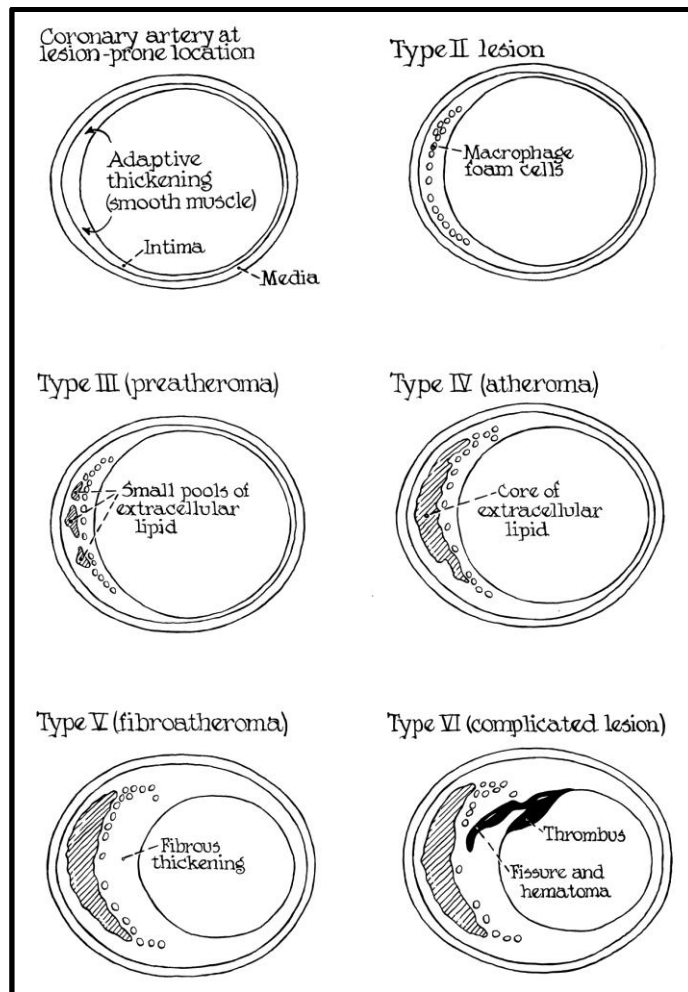 Coronary artery at
lesion-prone location
Adaptive
thickening
(smooth muscle)
Intima
Media
Type II lesion
Macrophage
foam cells
Type III (preatheroma)
Small pools of
extracellular
lipid
Type IV (atheroma)
Core of
extracellular
lipid
Type V (fibroatheroma)
Fibrous
thickening
Type VI (complicated lesion)
Thrombus
Fissure and
hematoma